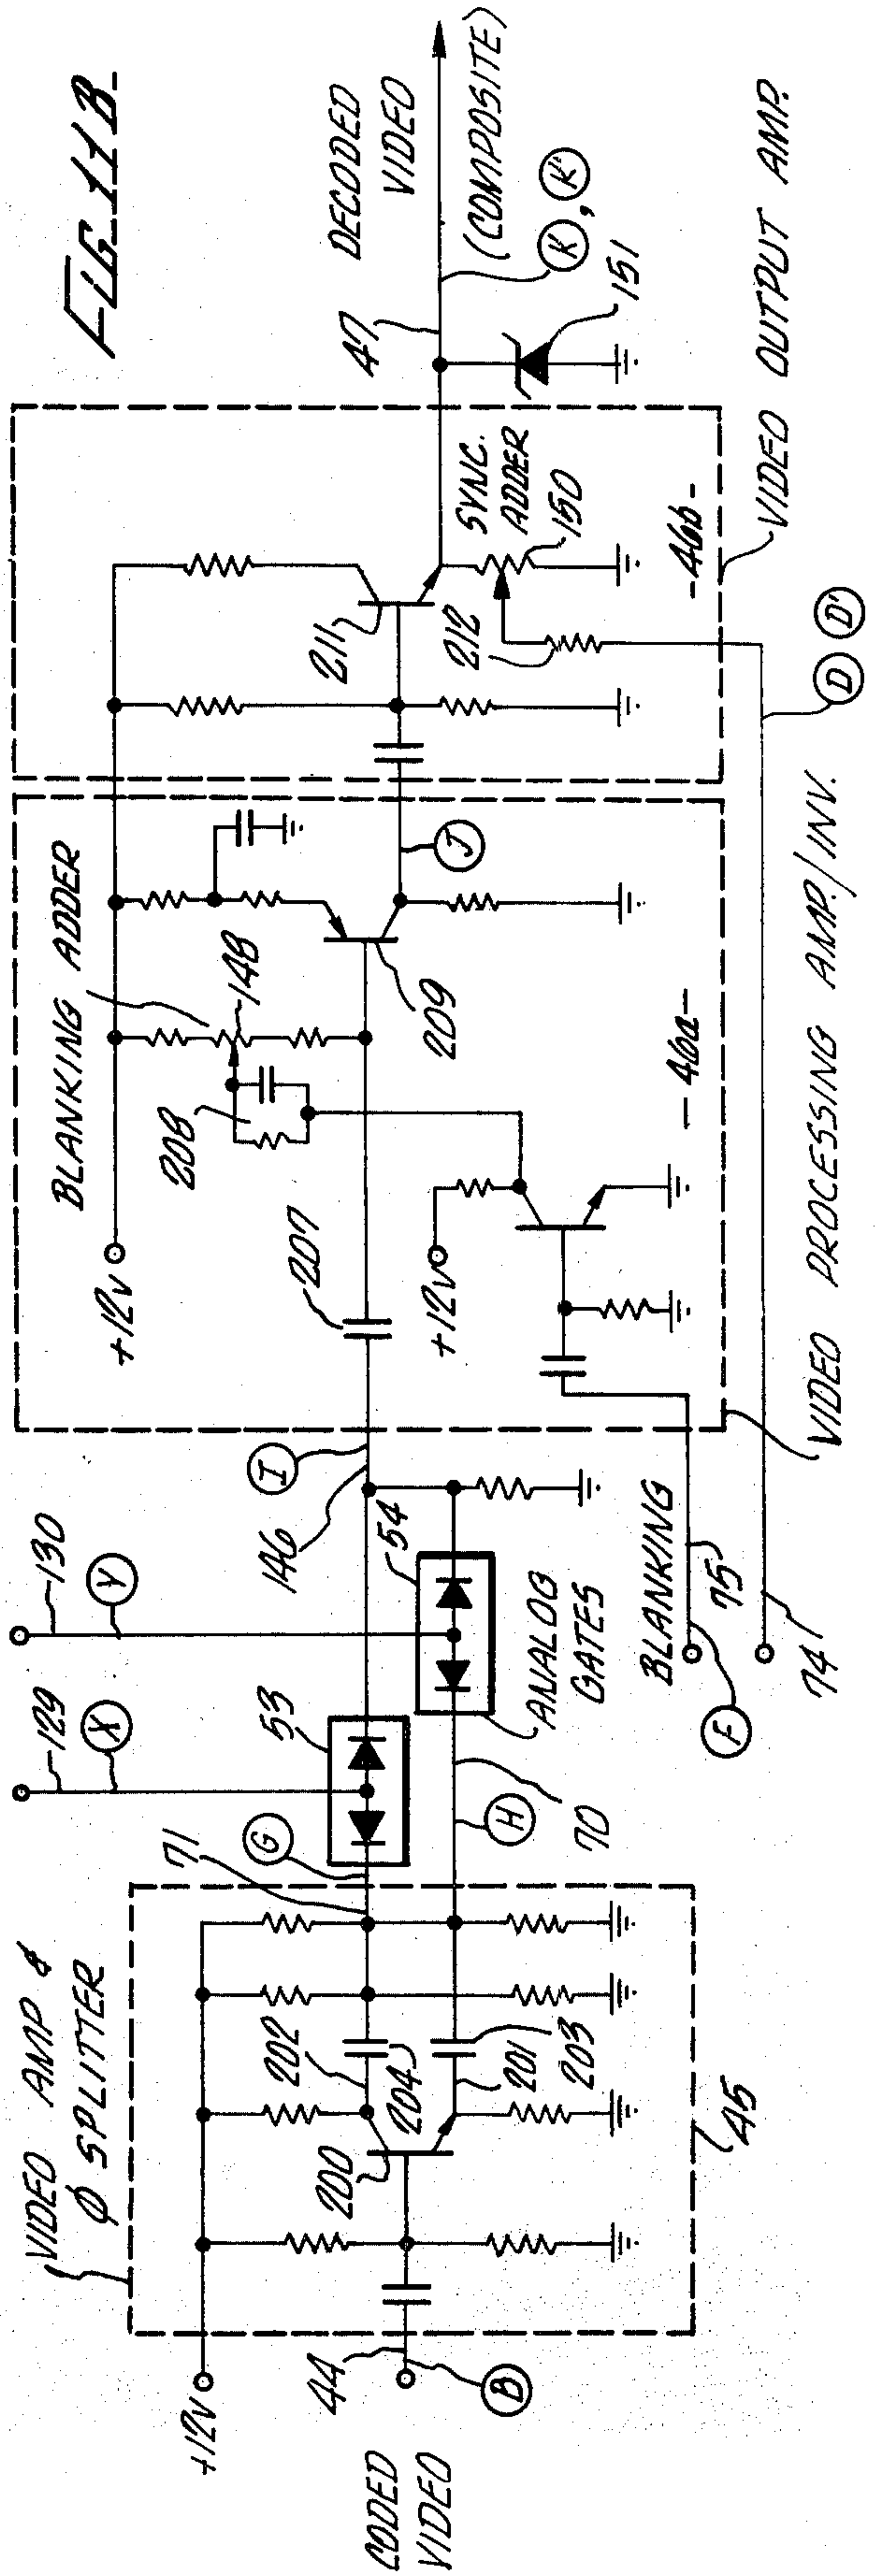 FIG. 11B.
VIDEO AMP &
Φ SPLITTER
+12V
CODED
VIDEO
44
B
200
202
204
201
203
45
71
G
H
70
129
X
53
130
Y
54
ANALOG
GATES
146
I
BLANKING
F
75
74
207
+12V
+12V
BLANKING ADDER
148
208
209
-46a-
VIDEO PROCESSING AMP./INV.
J
211
212
SYNC.
ADDER
150
-46b-
VIDEO OUTPUT AMP.
D D'
47
DECODED
VIDEO
(COMPOSITE)
K, K'
151